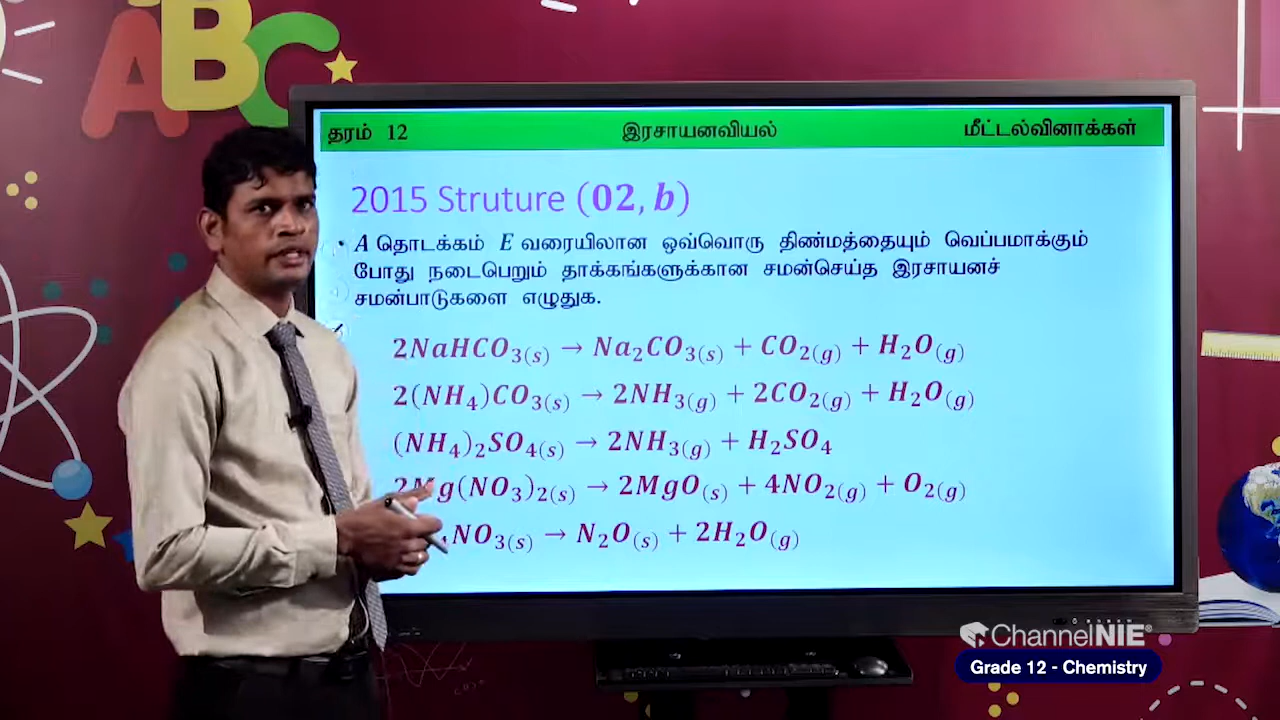 ABC
தரம் 12 இரசாயனவியல் மீட்டல்வினாக்கள்
2015 Struture (02, b)
• A தொடக்கம் E வரையிலான ஒவ்வொரு திண்மத்தையும் வெப்பமாக்கும்
போது நடைபெறும் தாக்கங்களுக்கான சமன்செய்த இரசாயனச்
சமன்பாடுகளை எழுதுக.
2NaHCO₃(s) → Na₂CO₃(s) + CO₂(g) + H₂O(g)
2(NH₄)CO₃(s) → 2NH₃(g) + 2CO₂(g) + H₂O(g)
(NH₄)₂SO₄(s) → 2NH₃(g) + H₂SO₄
2Mg(NO₃)₂(s) → 2MgO(s) + 4NO₂(g) + O₂(g)
NO₃(s) → N₂O(s) + 2H₂O(g)
ChannelNIE®
Grade 12 - Chemistry